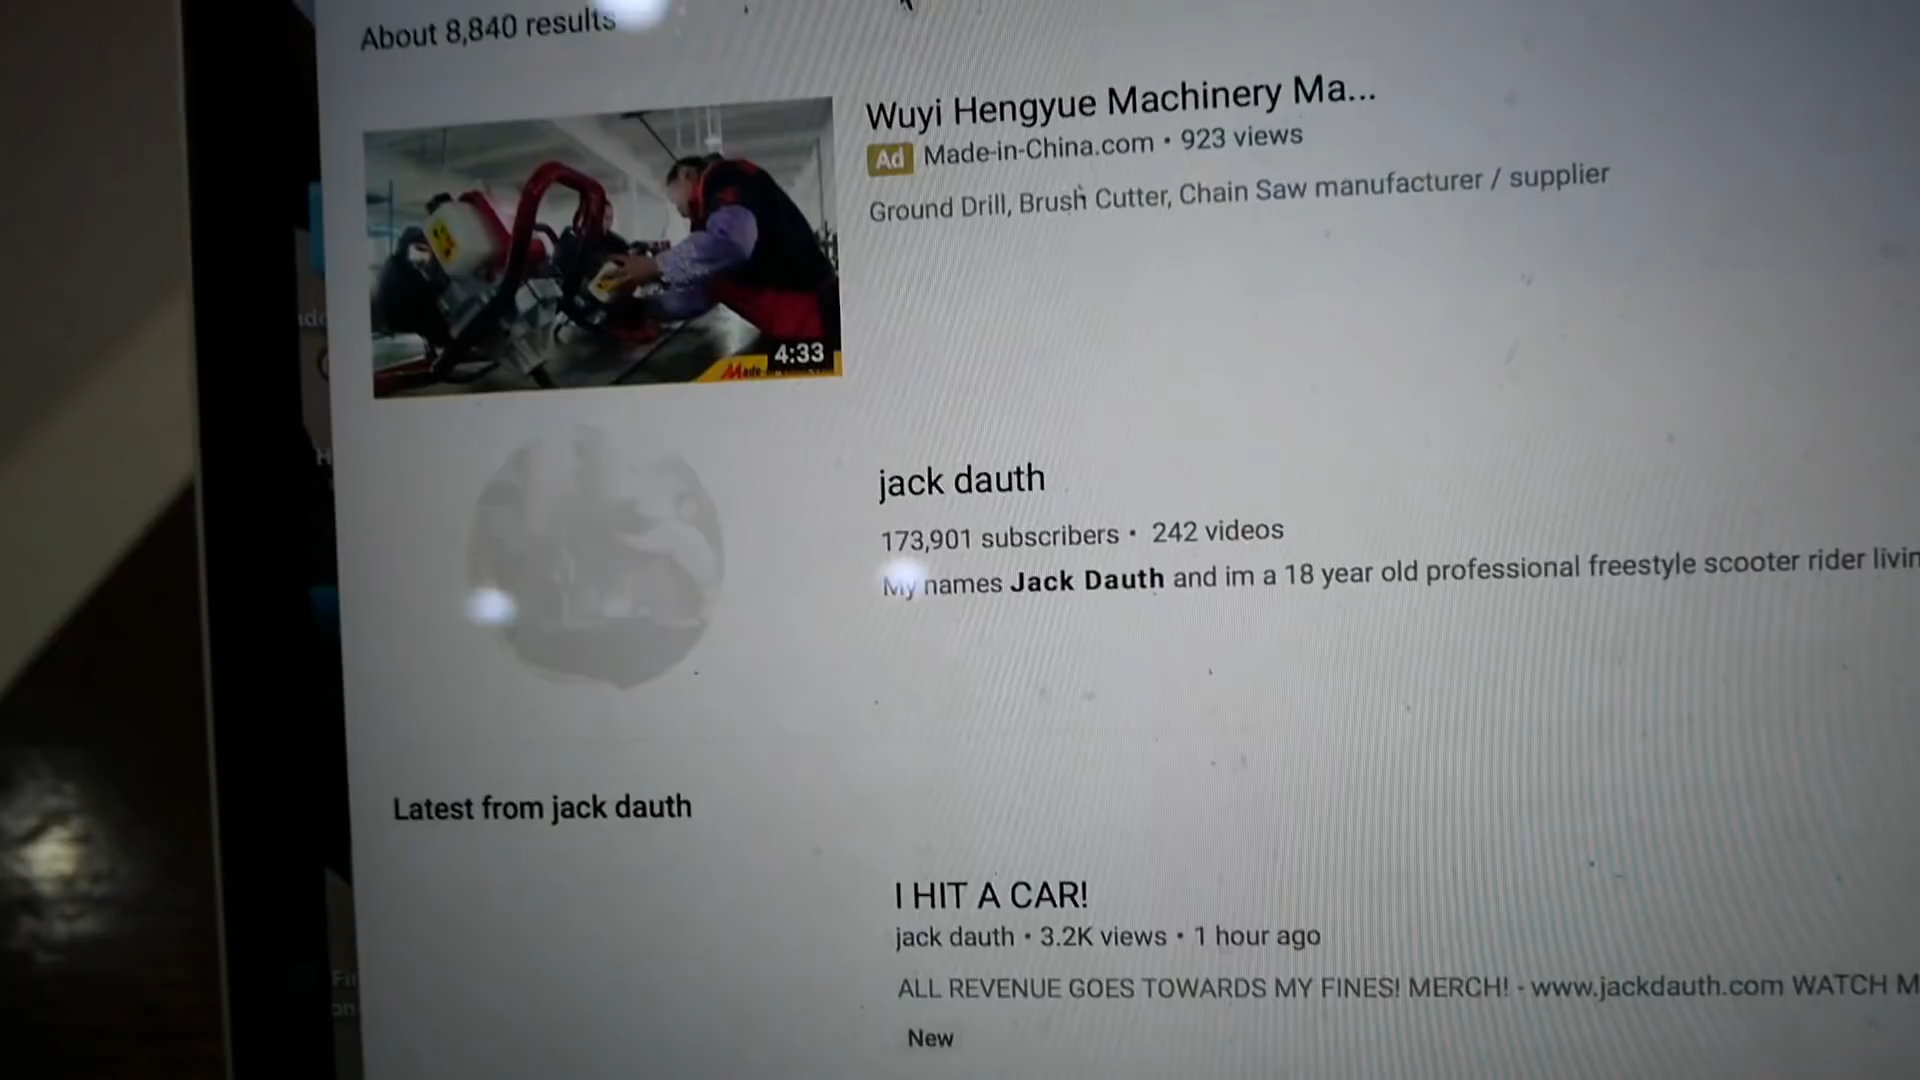 About 8,840 results
Wuyi Hengyue Machinery Ma...
Ad Made-in-China.com • 923 views
Ground Drill, Brush Cutter, Chain Saw manufacturer / supplier
4:33
Made
jack dauth
173,901 subscribers • 242 videos
My names Jack Dauth and im a 18 year old professional freestyle scooter rider livin
Latest from jack dauth
I HIT A CAR!
jack dauth • 3.2K views • 1 hour ago
ALL REVENUE GOES TOWARDS MY FINES! MERCH! - www.jackdauth.com WATCH M
New